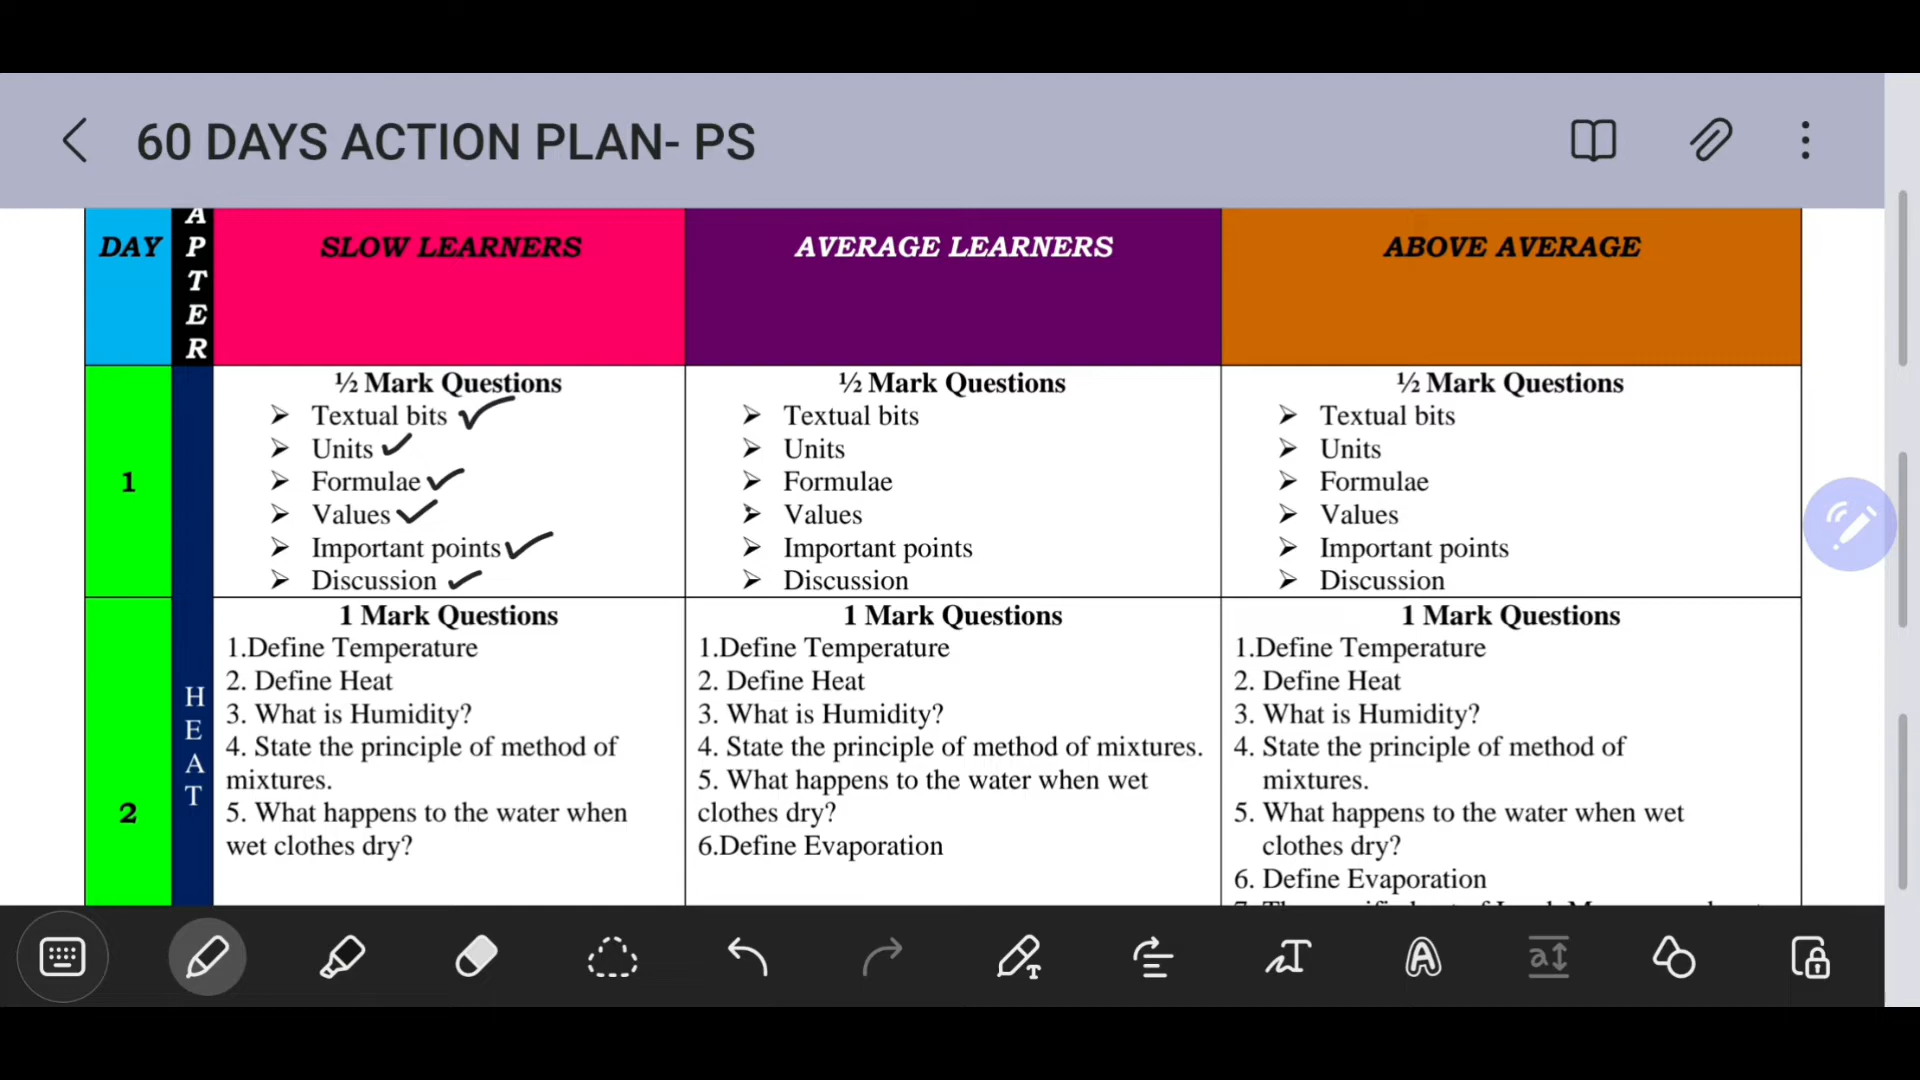 60 DAYS ACTION PLAN- PS
DAY
A
P
T
E
R
SLOW LEARNERS
AVERAGE LEARNERS
ABOVE AVERAGE
1
H
E
A
T
½ Mark Questions
➢ Textual bits
➢ Units
➢ Formulae
➢ Values
➢ Important points
➢ Discussion
½ Mark Questions
➢ Textual bits
➢ Units
➢ Formulae
➢ Values
➢ Important points
➢ Discussion
½ Mark Questions
➢ Textual bits
➢ Units
➢ Formulae
➢ Values
➢ Important points
➢ Discussion
2
1 Mark Questions
1.Define Temperature
2. Define Heat
3. What is Humidity?
4. State the principle of method of
mixtures.
5. What happens to the water when
wet clothes dry?
1 Mark Questions
1.Define Temperature
2. Define Heat
3. What is Humidity?
4. State the principle of method of mixtures.
5. What happens to the water when wet
clothes dry?
6.Define Evaporation
1 Mark Questions
1.Define Temperature
2. Define Heat
3. What is Humidity?
4. State the principle of method of
mixtures.
5. What happens to the water when wet
clothes dry?
6. Define Evaporation